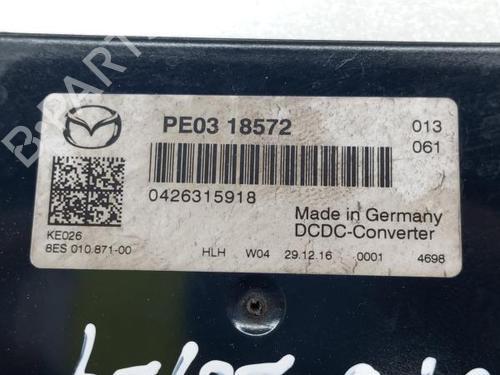 PE03 18572
013
061
0426315918
Made in Germany
DCDC-Converter
KE026
8ES 010.871-00
HLH W04 29.12.16 0001 4698